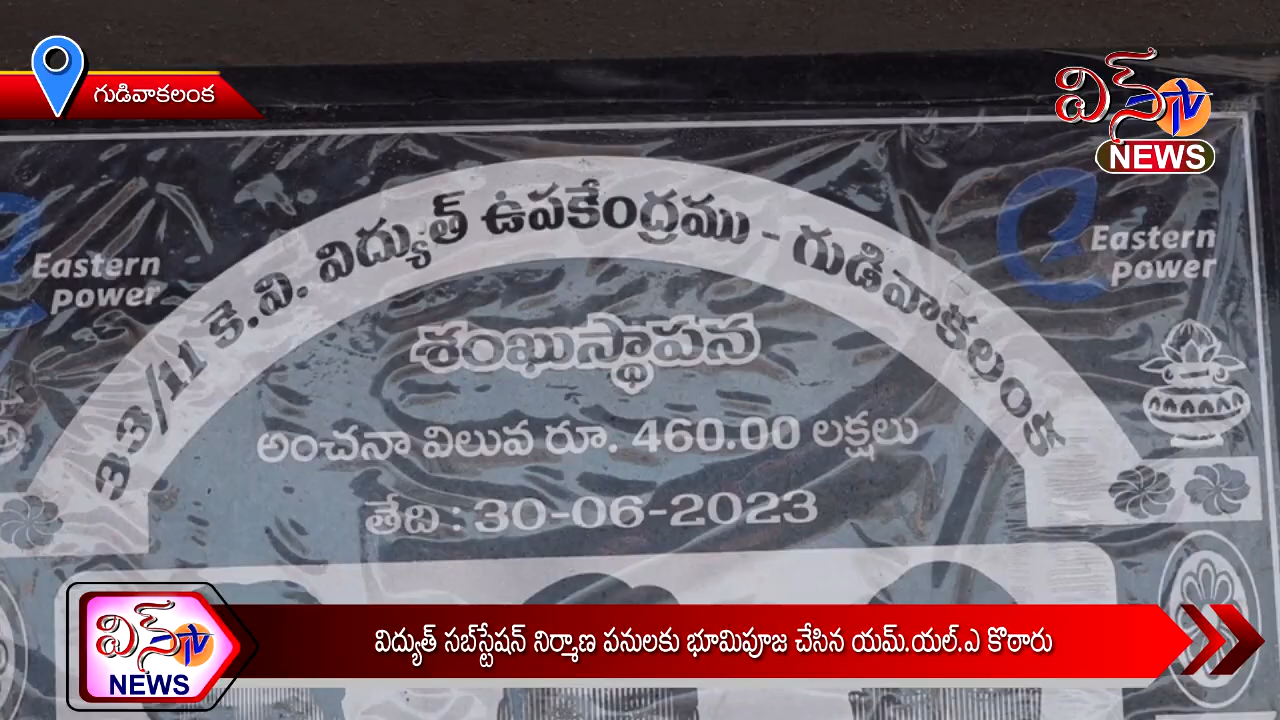 గుడివాకలంక
విన్ TV
NEWS
33/11 కె.వి. విద్యుత్ ఉపకేంద్రము - గుడివాకలంక
Eastern
power
Eastern
power
శంఖుస్థాపన
అంచనా విలువ రూ. 460.00 లక్షలు
తేది : 30-06-2023
విన్ TV
NEWS
విద్యుత్ సబ్‌స్టేషన్ నిర్మాణ పనులకు భూమిపూజ చేసిన యమ్.యల్.ఎ కొఠారు